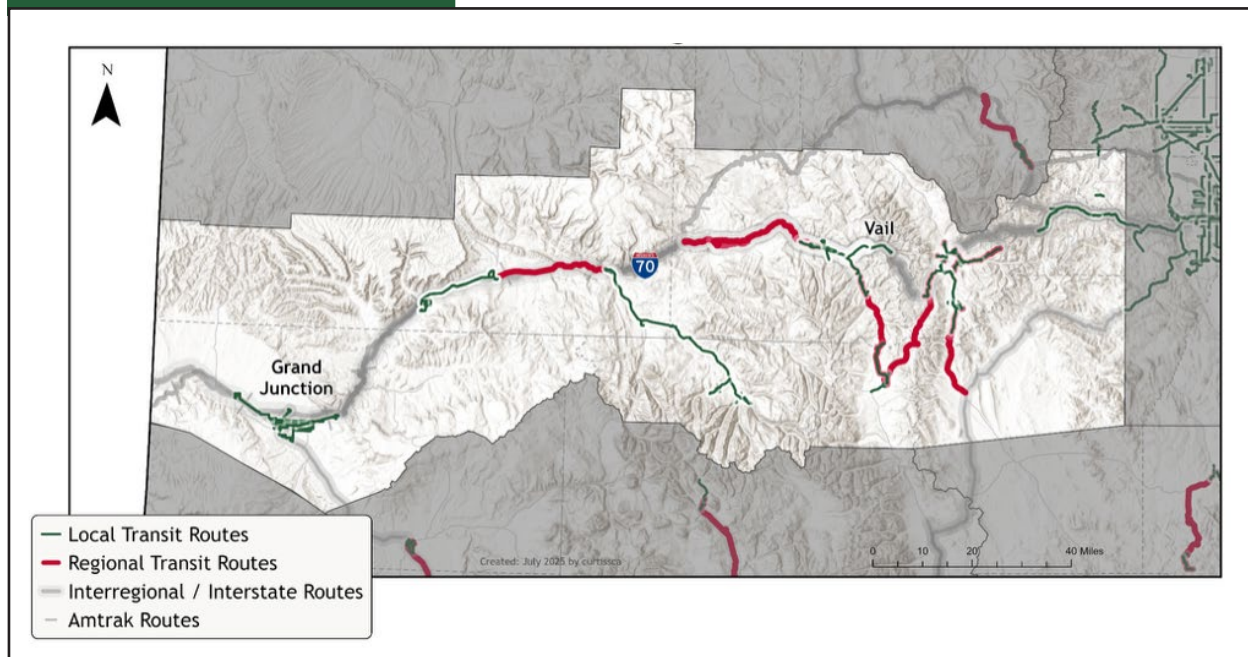 N
Vail
70
Grand
Junction
Created: July 2025 by curtissca
0 10 20 40 Miles
Local Transit Routes
Regional Transit Routes
Interregional / Interstate Routes
Amtrak Routes